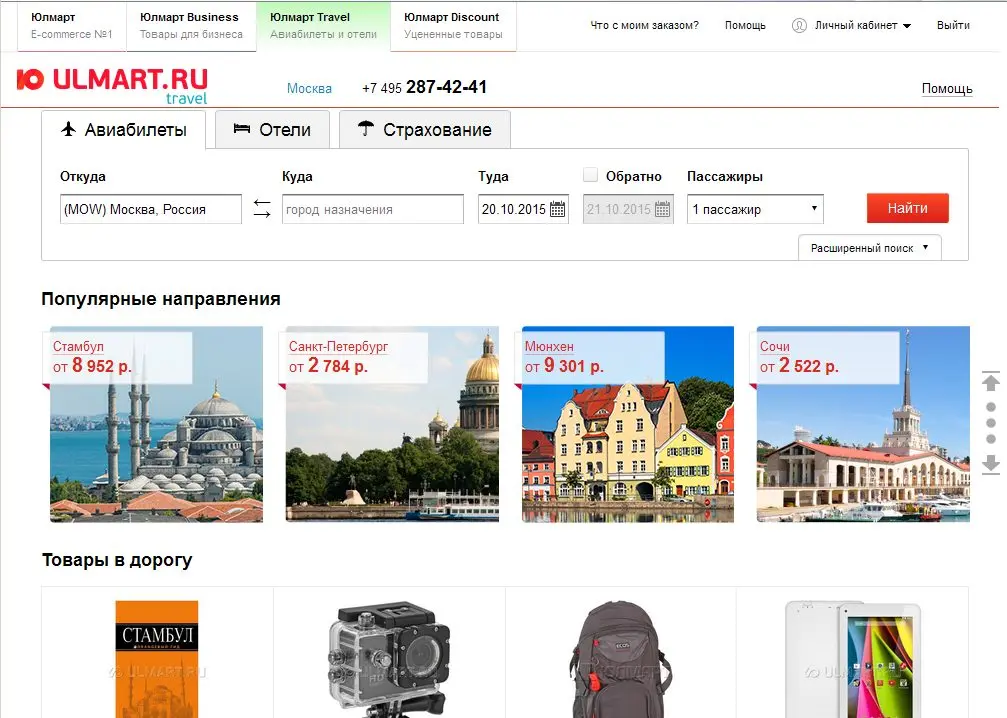 Юлмарт
E-commerce №1
Юлмарт Business
Товары для бизнеса
Юлмарт Travel
Авиабилеты и отели
Юлмарт Discount
Уцененные товары
Что с моим заказом?
Помощь
Личный кабинет
Выйти
Ю ULMART.RU
travel
Москва
+7 495 287-42-41
Помощь
Авиабилеты
Отели
Страхование
Откуда
Куда
Туда
Обратно
Пассажиры
(MOW) Москва, Россия
город назначения
20.10.2015
21.10.2015
1 пассажир
Найти
Расширенный поиск
Популярные направления
Стамбул
от 8 952 р.
Санкт-Петербург
от 2 784 р.
Мюнхен
от 9 301 р.
Сочи
от 2 522 р.
Товары в дорогу
СТАМБУЛ
ULMART.RU
HD
ECOS
ULMART.RU